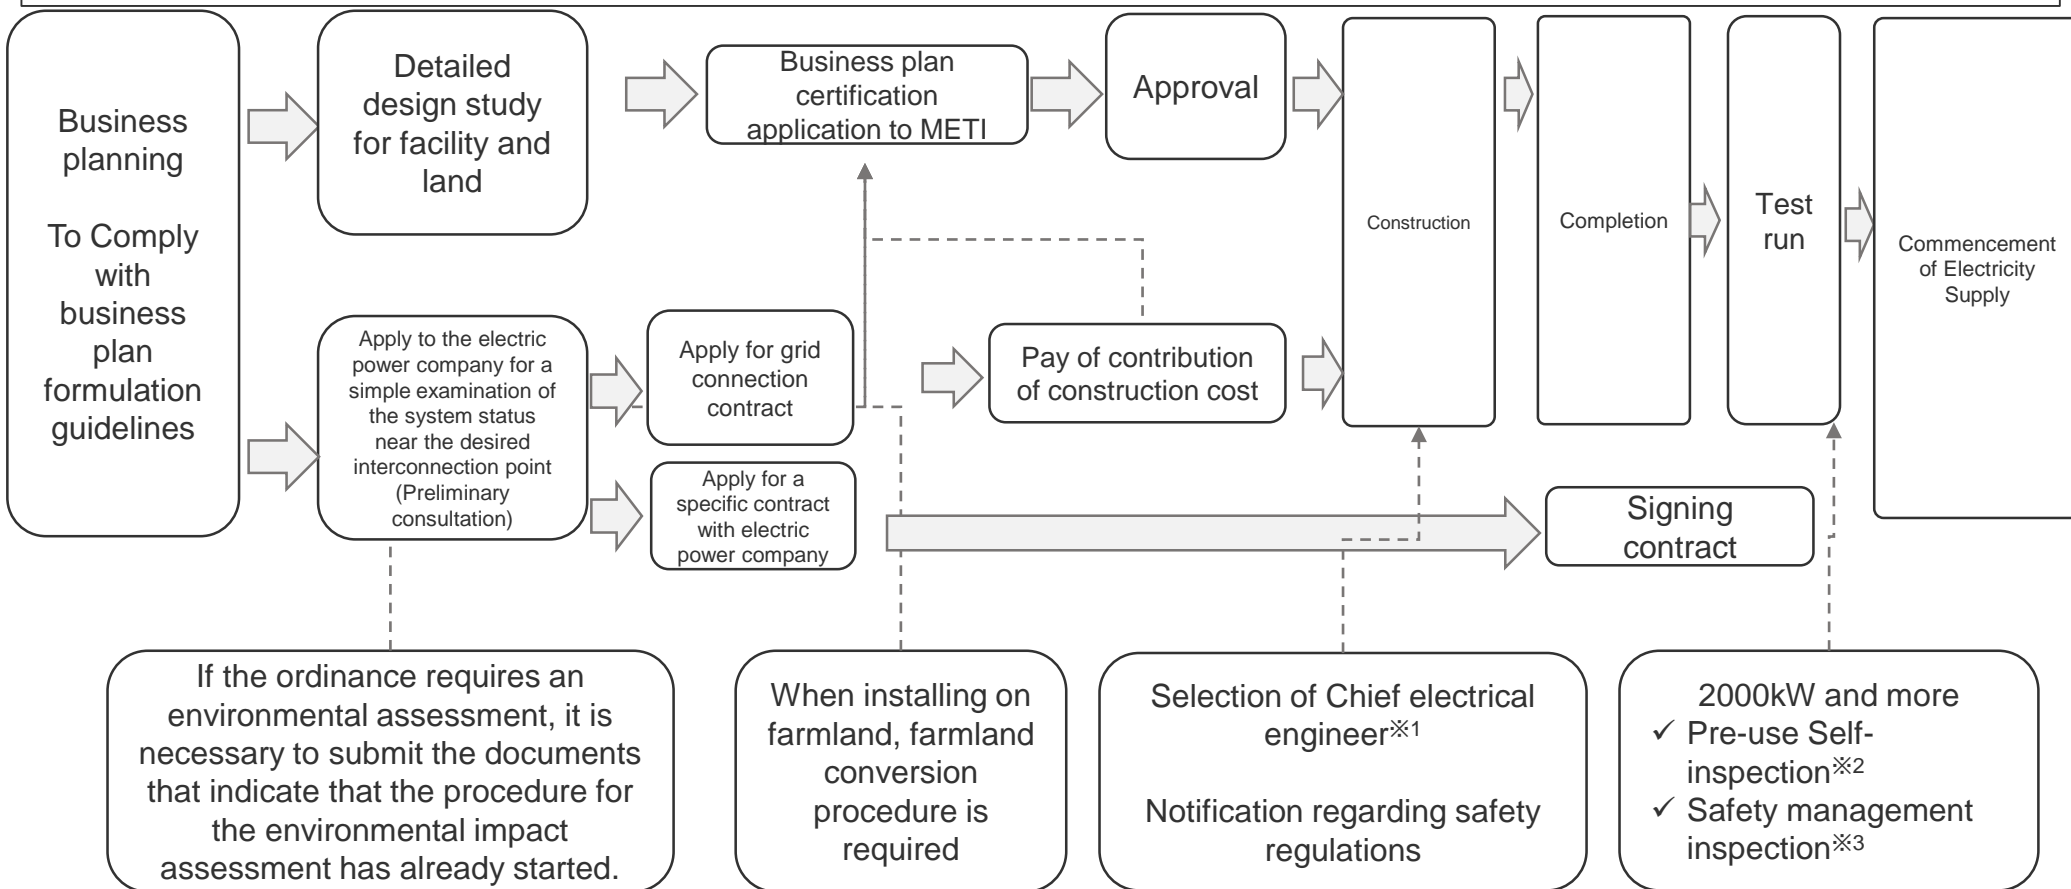 Business
planning
To Comply
with
business
plan
formulation
guidelines
Detailed
design study
for facility and
land
Business plan
certification
application to METI
Approval
Construction
Completion
Test
run
Commencement
of Electricity
Supply
Apply to the electric
power company for a
simple examination of
the system status
near the desired
interconnection point
(Preliminary
consultation)
Apply for grid
connection
contract
Pay of contribution
of construction cost
Apply for a
specific contract
with electric
power company
Signing
contract
If the ordinance requires an
environmental assessment, it is
necessary to submit the documents
that indicate that the procedure for
the environmental impact
assessment has already started.
When installing on
farmland, farmland
conversion
procedure is
required
Selection of Chief electrical
engineer※1
Notification regarding safety
regulations
2000kW and more
✓ Pre-use Self-
inspection※2
✓ Safety management
inspection※3